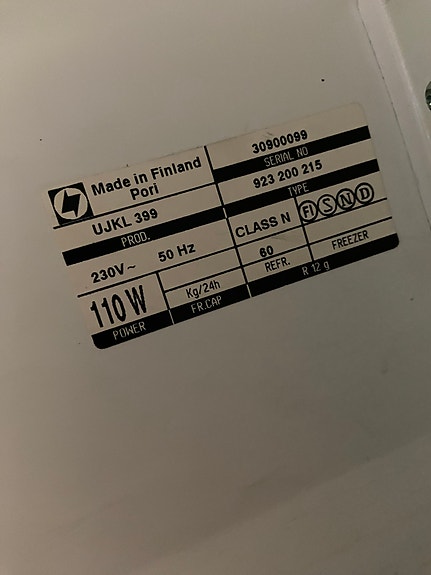 Made in Finland
Pori
30900099
SERIAL NO
UJKL 399
PROD.
923 200 215
TYPE
230V~ 50 Hz
CLASS N
FI S N D
110 W
POWER
Kg/24h
FR.CAP
60
REFR.
FREEZER
R 12 g